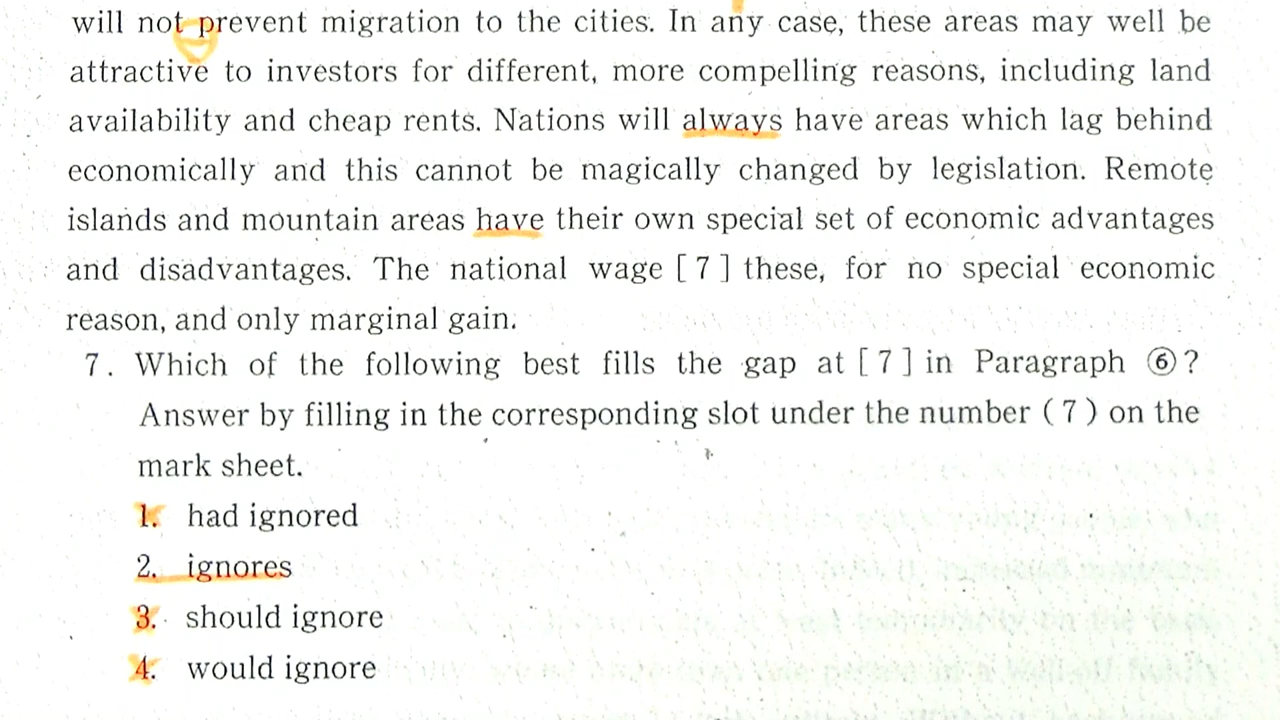 will not prevent migration to the cities. In any case, these areas may well be
attractive to investors for different, more compelling reasons, including land
availability and cheap rents. Nations will always have areas which lag behind
economically and this cannot be magically changed by legislation. Remote
islands and mountain areas have their own special set of economic advantages
and disadvantages. The national wage [7] these, for no special economic
reason, and only marginal gain.
7. Which of the following best fills the gap at [7] in Paragraph ⑥?
Answer by filling in the corresponding slot under the number (7) on the
mark sheet.
1. had ignored
2. ignores
3. should ignore
4. would ignore